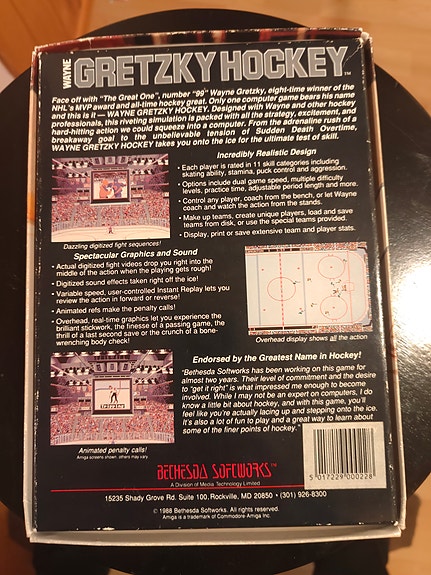 WAYNE
GRETZKY HOCKEY™
Face off with "The Great One", number "99" Wayne Gretzky, eight-time winner of the
NHL's MVP award and all-time hockey great. Only one computer game bears his name
and this is it — WAYNE GRETZKY HOCKEY. Designed with Wayne and other hockey
professionals, this riveting simulation is packed with all the strategy, excitement, and
hard-hitting action we could squeeze into a computer. From the adrenaline rush of a
breakaway goal to the unbelievable tension of Sudden Death Overtime,
WAYNE GRETZKY HOCKEY takes you onto the ice for the ultimate test of skill.
Incredibly Realistic Design
• Each player is rated in 11 skill categories including
skating ability, stamina, puck control and aggression.
• Options include dual game speed, multiple difficulty
levels, practice time, adjustable period length and more.
• Control any player, coach from the bench, or let Wayne
coach and watch the action from the stands.
• Make up teams, create unique players, load and save
teams from disk, or use the special teams provided.
• Display, print or save extensive team and player stats.
Dazzling digitized fight sequences!
Spectacular Graphics and Sound
• Actual digitized fight videos drop you right into the
middle of the action when the playing gets rough!
• Digitized sound effects taken right off the ice!
• Variable speed, user-controlled Instant Replay lets you
review the action in forward or reverse!
• Animated refs make the penalty calls!
• Overhead, real-time graphics let you experience the
brilliant stickwork, the finesse of a passing game, the
thrill of a last second save or the crunch of a bone-
wrenching body check!
Overhead display shows all the action
Endorsed by the Greatest Name in Hockey!
"Bethesda Softworks has been working on this game for
almost two years. Their level of commitment and the desire
to "get it right" is what impressed me enough to become
involved. While I may not be an expert on computers, I do
know a little bit about hockey, and with this game, you'll
feel like you're actually lacing up and stepping onto the ice.
It's also a lot of fun to play and a great way to learn about
some of the finer points of hockey."
Animated penalty calls!
Amiga screens shown, others may vary.
BETHESDA SOFTWORKS™
A Division of Media Technology Limited
5 017229 000228
15235 Shady Grove Rd. Suite 100, Rockville, MD 20850 • (301) 926-8300
© 1988 Bethesda Softworks. All rights reserved.
Amiga is a trademark of Commodore-Amiga Inc.